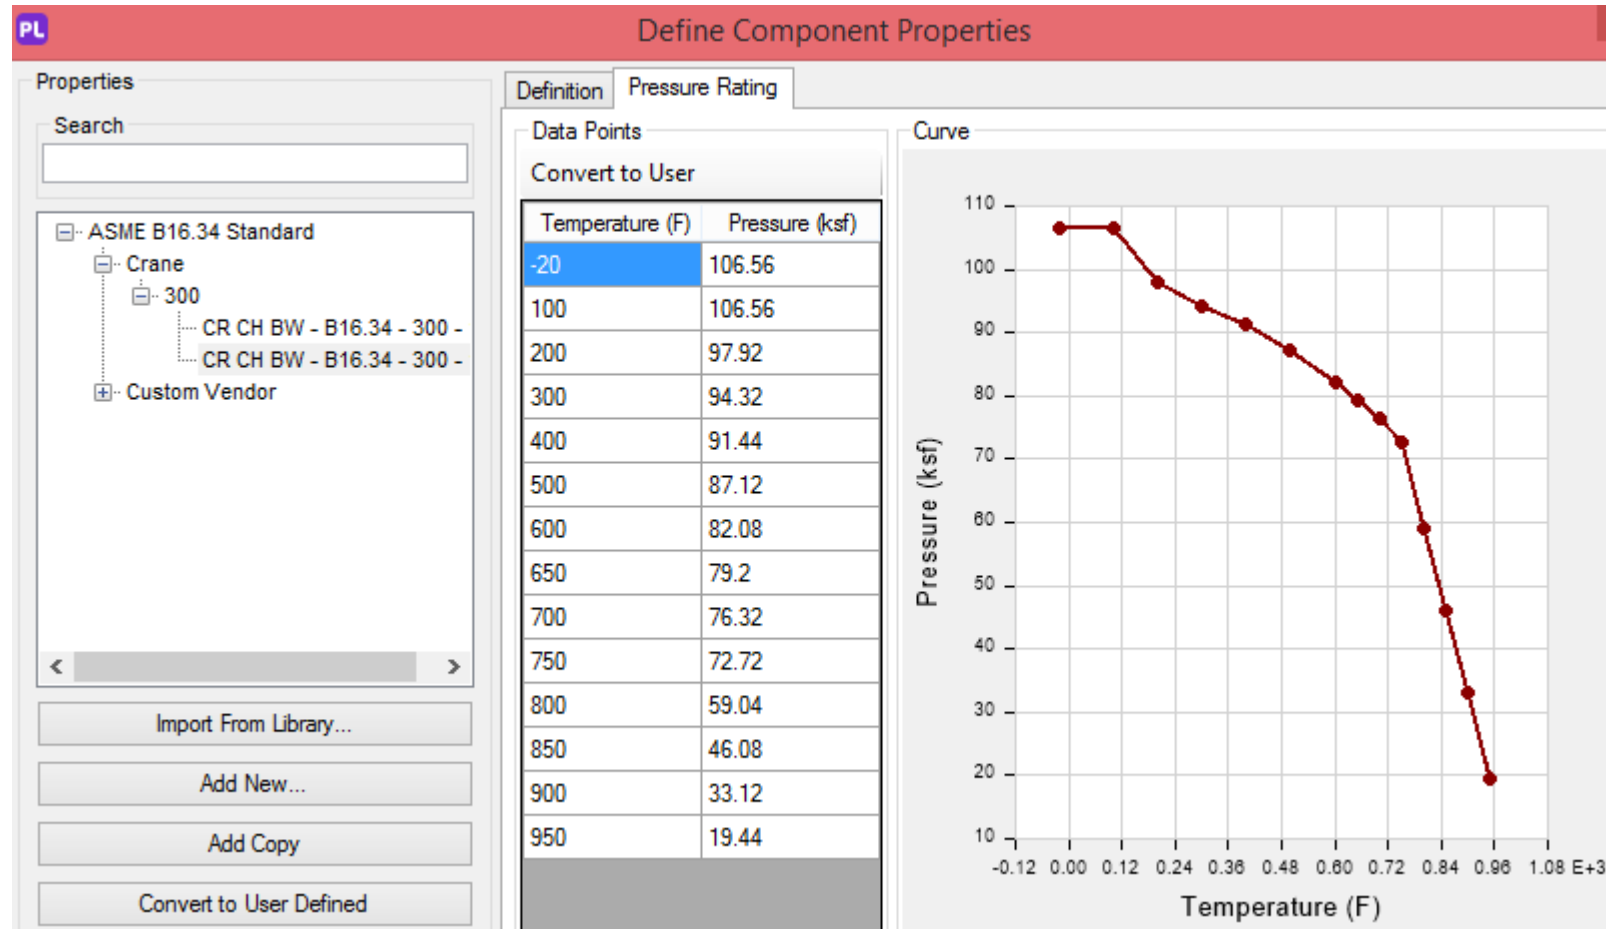 PL
Define Component Properties
Properties
Search
ASME B16.34 Standard
Crane
300
CR CH BW - B16.34 - 300 -
CR CH BW - B16.34 - 300 -
Custom Vendor
Import From Library...
Add New...
Add Copy
Convert to User Defined
Definition
Pressure Rating
Data Points
Convert to User
Temperature (F) Pressure (ksf)
-20 106.56
100 106.56
200 97.92
300 94.32
400 91.44
500 87.12
600 82.08
650 79.2
700 76.32
750 72.72
800 59.04
850 46.08
900 33.12
950 19.44
Curve
Pressure (ksf)
110
100
90
80
70
60
50
40
30
20
10
-0.12 0.00 0.12 0.24 0.36 0.48 0.60 0.72 0.84 0.96 1.08 E+3
Temperature (F)